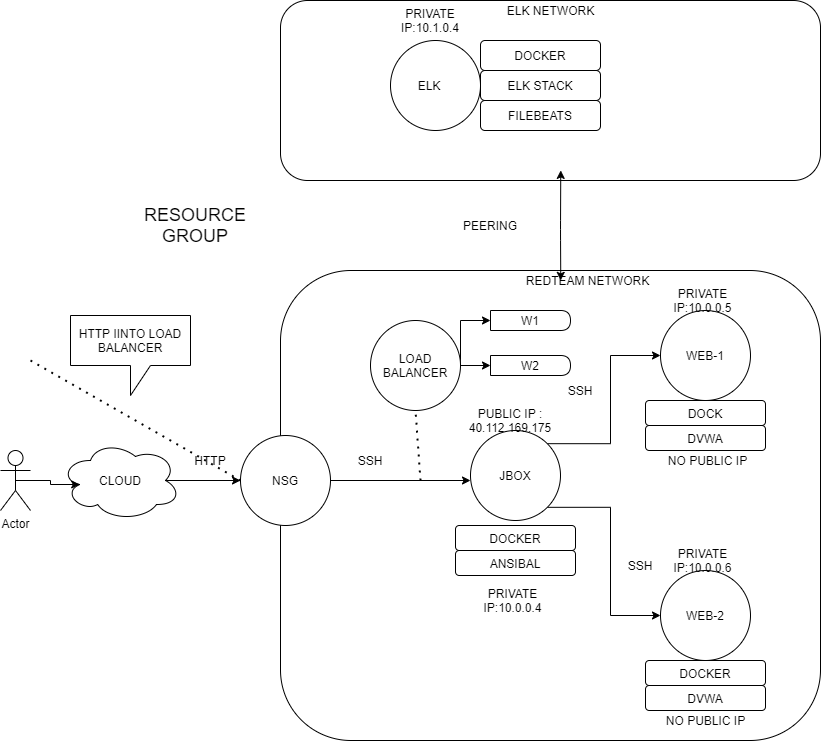 ELK NETWORK
PRIVATE
IP:10.1.0.4
ELK
DOCKER
ELK STACK
FILEBEATS
RESOURCE
GROUP
PEERING
REDTEAM NETWORK
HTTP IINTO LOAD
BALANCER
LOAD
BALANCER
W1
W2
PRIVATE
IP:10.0.0.5
WEB-1
SSH
DOCK
DVWA
NO PUBLIC IP
PUBLIC IP :
40.112.169.175
JBOX
Actor
CLOUD
HTTP
NSG
SSH
DOCKER
ANSIBAL
PRIVATE
IP:10.0.0.4
SSH
PRIVATE
IP:10.0.0.6
WEB-2
DOCKER
DVWA
NO PUBLIC IP